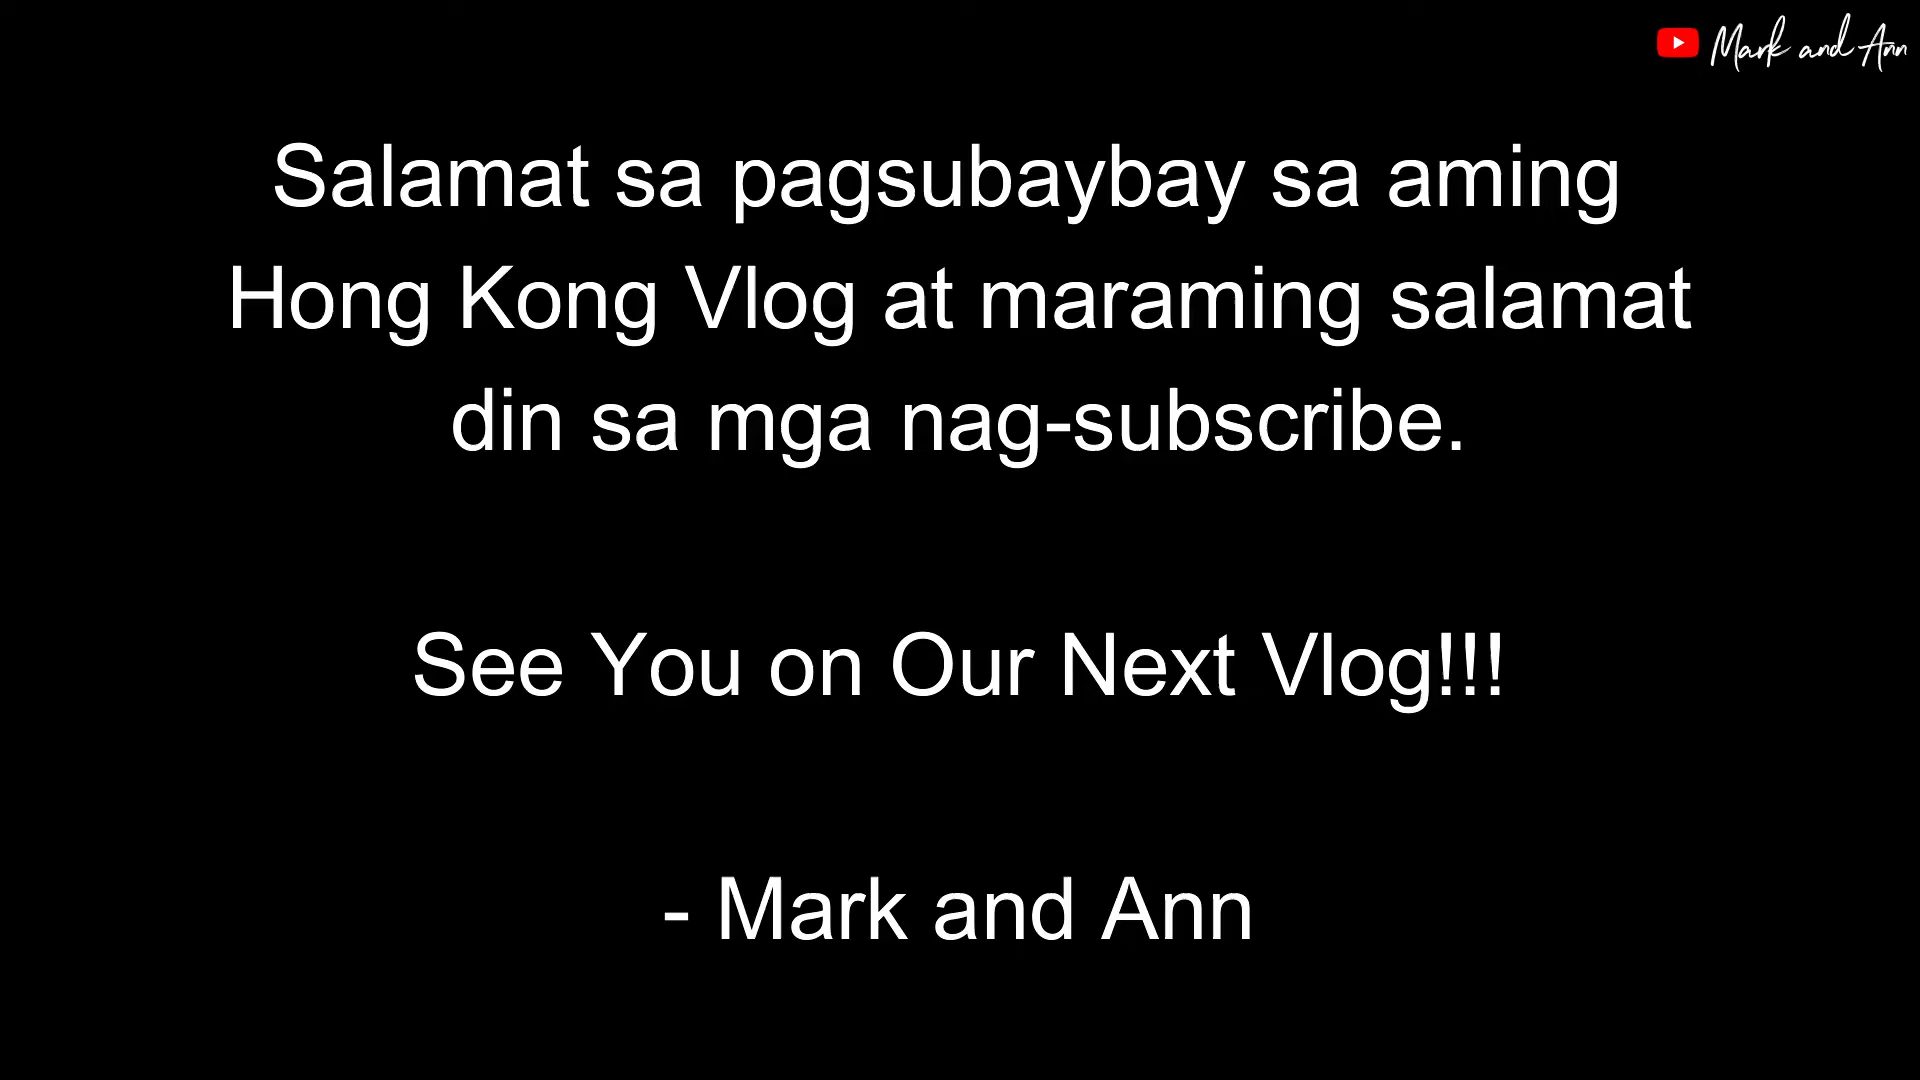 Mark and Ann
Salamat sa pagsubaybay sa aming
Hong Kong Vlog at maraming salamat
din sa mga nag-subscribe.
See You on Our Next Vlog!!!
- Mark and Ann